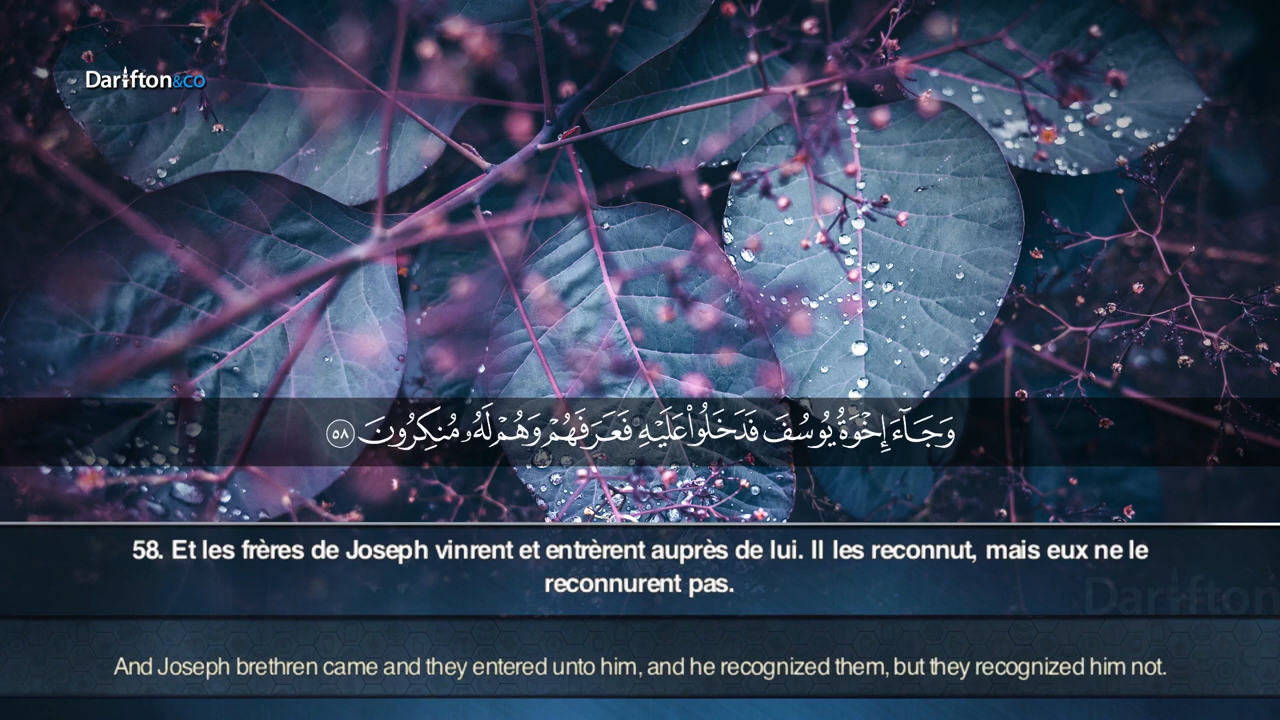 Darifton&co
وَجَآءَ إِخْوَةُ يُوسُفَ فَدَخَلُوا۟ عَلَيْهِ فَعَرَفَهُمْ وَهُمْ لَهُۥ مُنكِرُونَ ٥٨
58. Et les frères de Joseph vinrent et entrèrent auprès de lui. Il les reconnut, mais eux ne le
reconnurent pas.
Darifton
And Joseph brethren came and they entered unto him, and he recognized them, but they recognized him not.